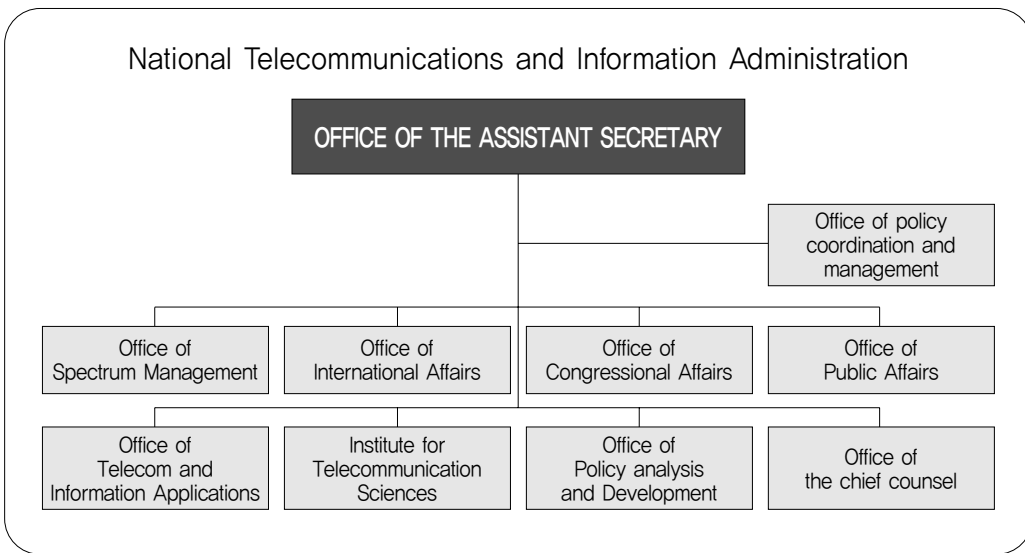 National Telecommunications and Information Administration
OFFICE OF THE ASSISTANT SECRETARY
Office of policy
coordination and
management
Office of
Spectrum Management
Office of
International Affairs
Office of
Congressional Affairs
Office of
Public Affairs
Office of
Telecom and
Information Applications
Institute for
Telecommunication
Sciences
Office of
Policy analysis
and Development
Office of
the chief counsel